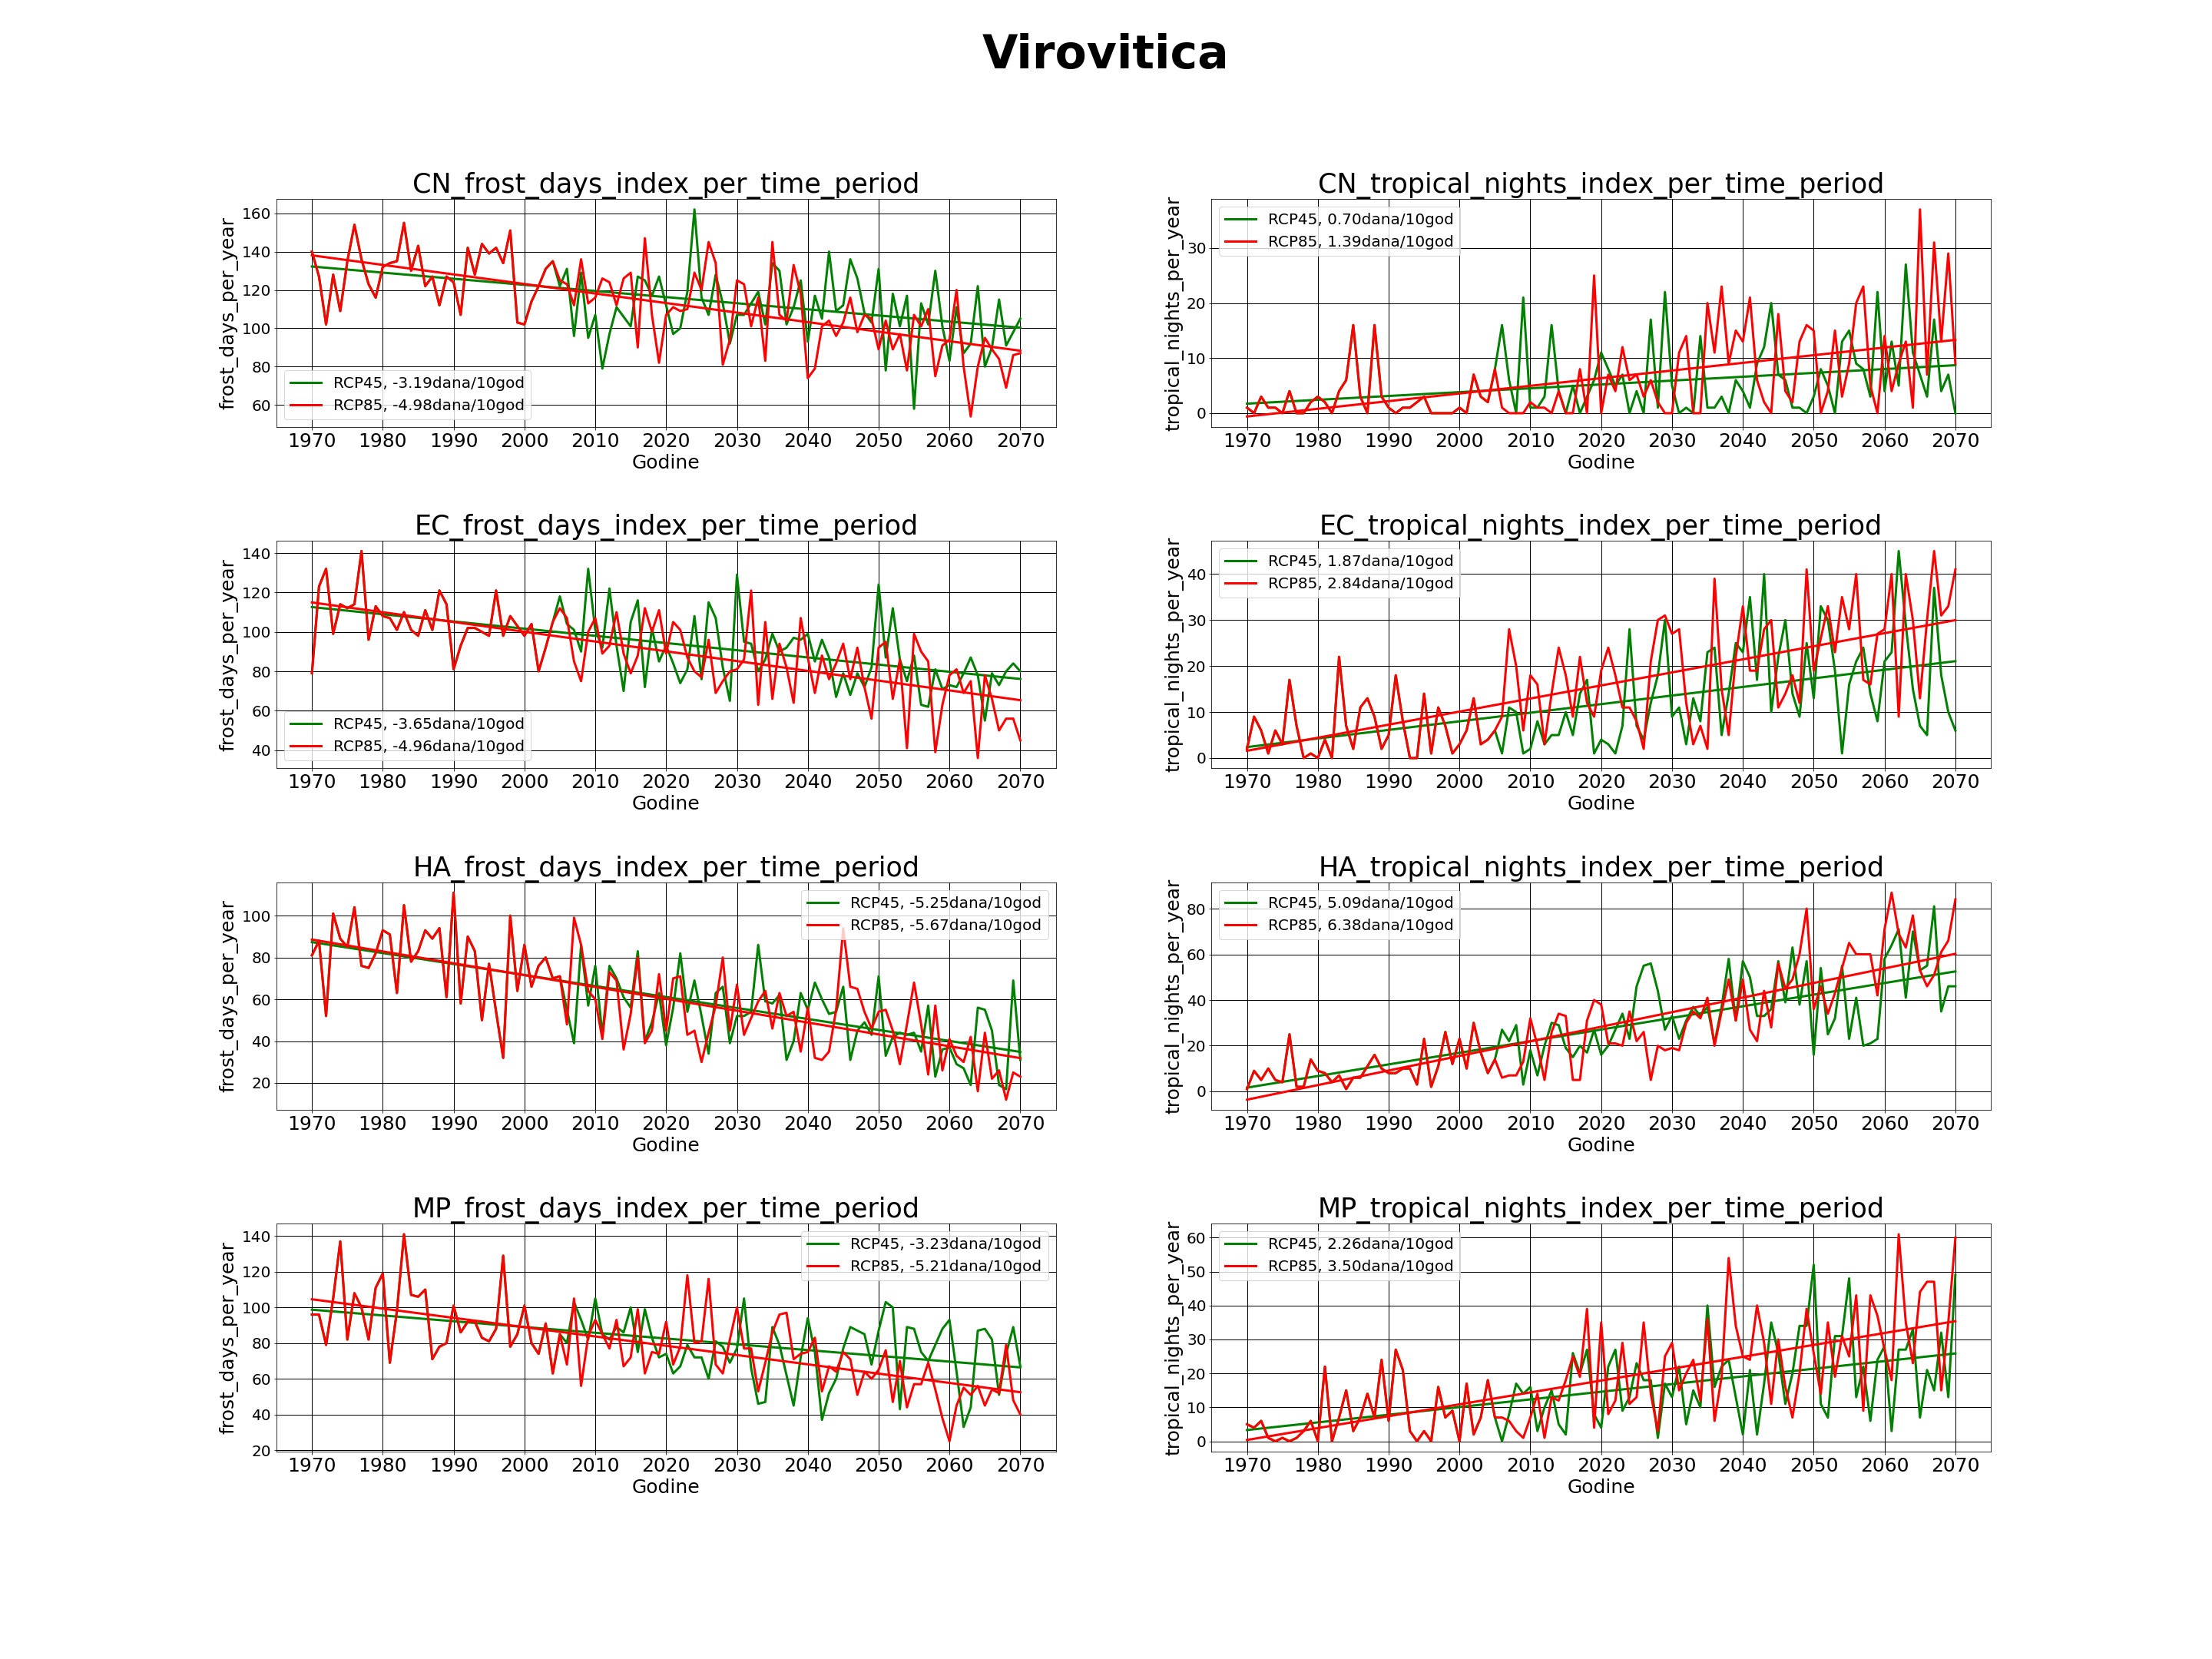 Virovitica
CN_frost_days_index_per_time_period
frost_days_per_year
160
140
120
100
80
60
RCP45, -3.19dana/10god
RCP85, -4.98dana/10god
1970 1980 1990 2000 2010 2020 2030 2040 2050 2060 2070
Godine
CN_tropical_nights_index_per_time_period
tropical_nights_per_year
30
20
10
0
RCP45, 0.70dana/10god
RCP85, 1.39dana/10god
1970 1980 1990 2000 2010 2020 2030 2040 2050 2060 2070
Godine
EC_frost_days_index_per_time_period
frost_days_per_year
140
120
100
80
60
40
RCP45, -3.65dana/10god
RCP85, -4.96dana/10god
1970 1980 1990 2000 2010 2020 2030 2040 2050 2060 2070
Godine
EC_tropical_nights_index_per_time_period
tropical_nights_per_year
40
30
20
10
0
RCP45, 1.87dana/10god
RCP85, 2.84dana/10god
1970 1980 1990 2000 2010 2020 2030 2040 2050 2060 2070
Godine
HA_frost_days_index_per_time_period
frost_days_per_year
100
80
60
40
20
RCP45, -5.25dana/10god
RCP85, -5.67dana/10god
1970 1980 1990 2000 2010 2020 2030 2040 2050 2060 2070
Godine
HA_tropical_nights_index_per_time_period
tropical_nights_per_year
80
60
40
20
0
RCP45, 5.09dana/10god
RCP85, 6.38dana/10god
1970 1980 1990 2000 2010 2020 2030 2040 2050 2060 2070
Godine
MP_frost_days_index_per_time_period
frost_days_per_year
140
120
100
80
60
40
20
RCP45, -3.23dana/10god
RCP85, -5.21dana/10god
1970 1980 1990 2000 2010 2020 2030 2040 2050 2060 2070
Godine
MP_tropical_nights_index_per_time_period
tropical_nights_per_year
60
50
40
30
20
10
0
RCP45, 2.26dana/10god
RCP85, 3.50dana/10god
1970 1980 1990 2000 2010 2020 2030 2040 2050 2060 2070
Godine